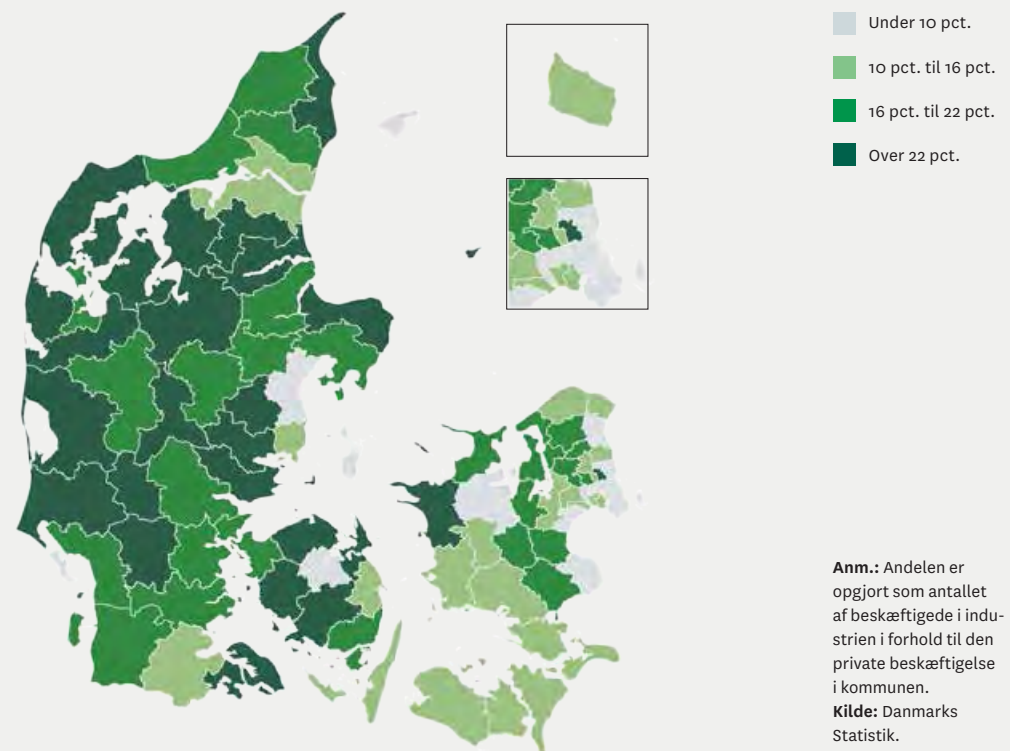 Under 10 pct.
10 pct. til 16 pct.
16 pct. til 22 pct.
Over 22 pct.
Anm.: Andelen er
opgjort som antallet
af beskæftigede i indu-
strien i forhold til den
private beskæftigelse
i kommunen.
Kilde: Danmarks
Statistik.